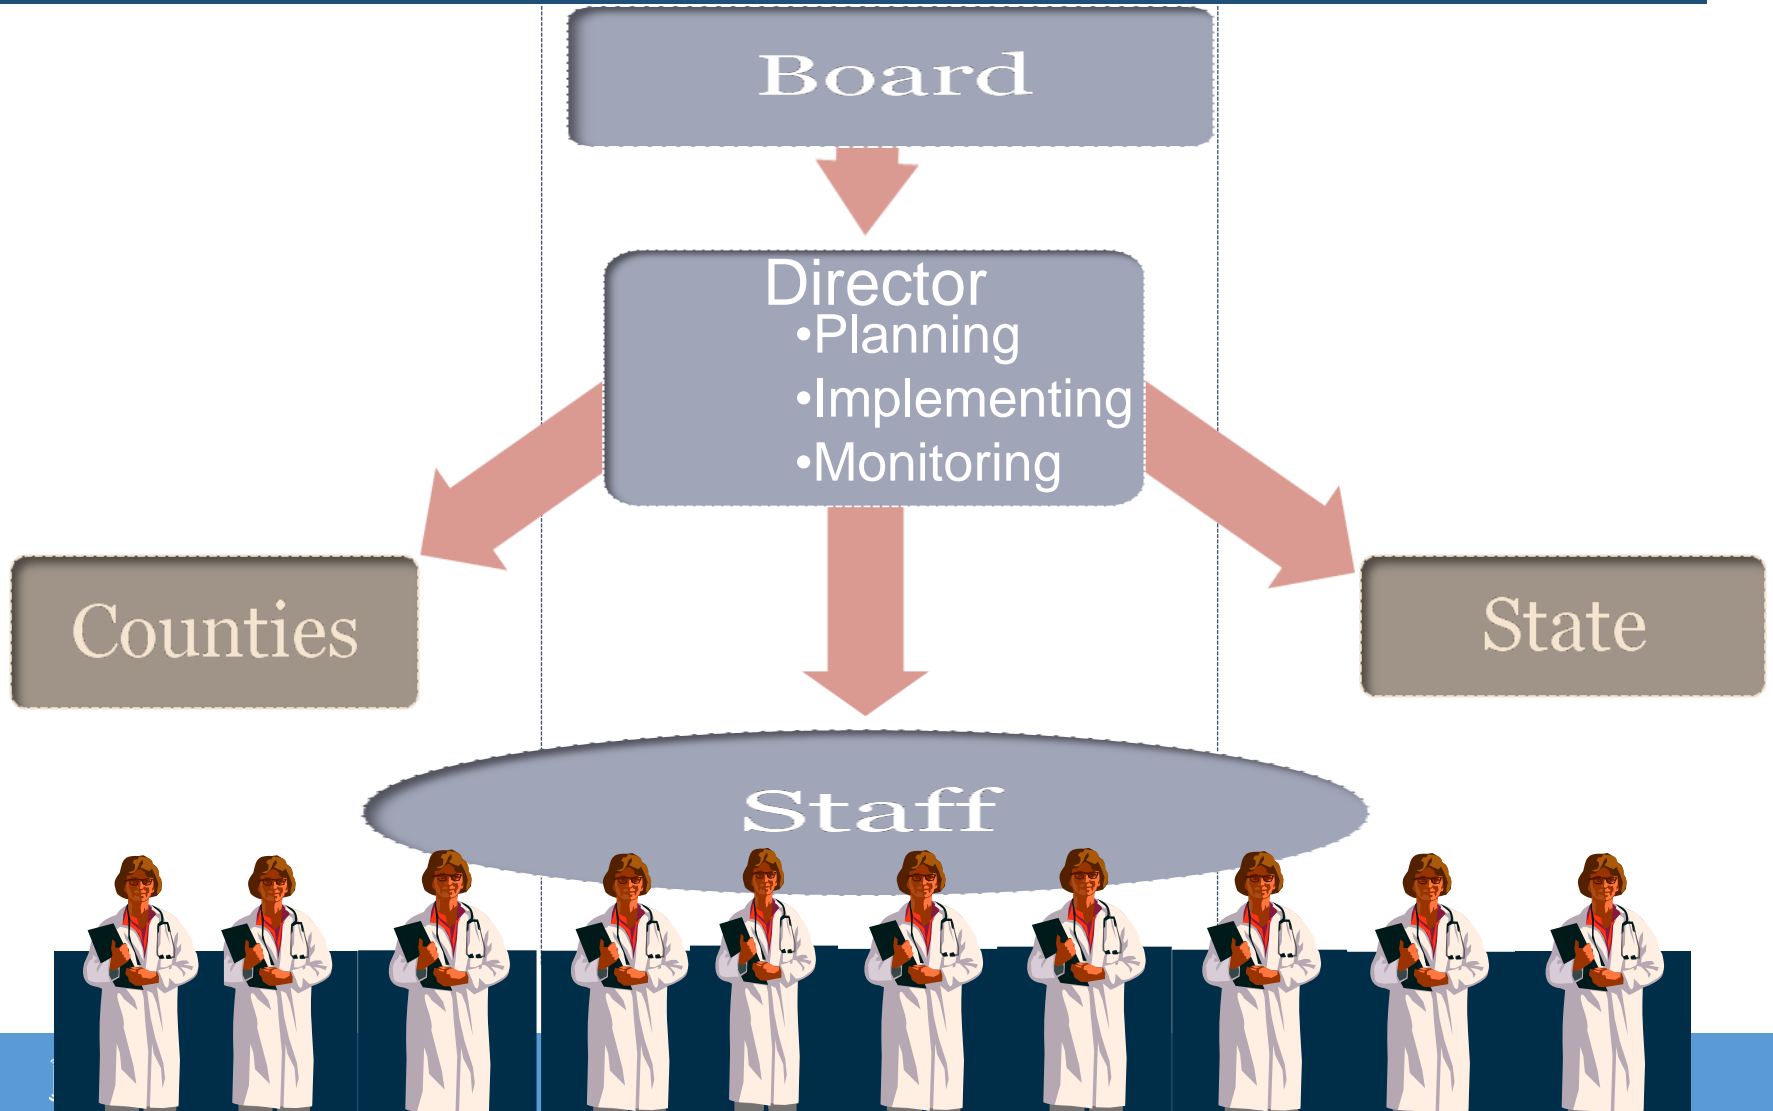 Board
Director
•Planning
•Implementing
•Monitoring
Counties
State
Staff